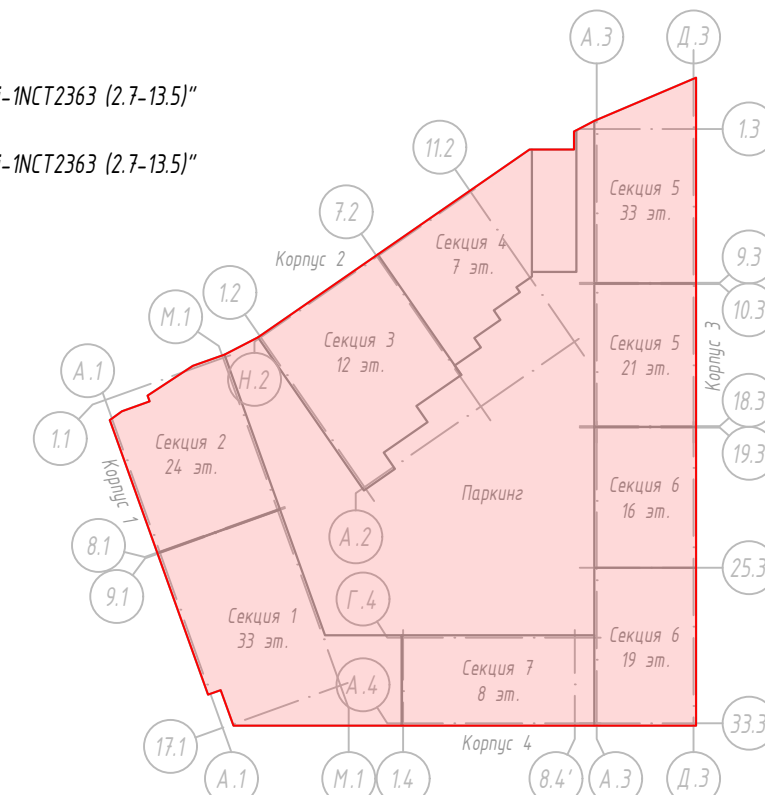 А.3
Д.3
-1NCT2363 (2.7-13.5)"
1.3
11.2
-1NCT2363 (2.7-13.5)"
Секция 5
33 эт.
7.2
Секция 4
7 эт.
Корпус 2
9.3
1.2
10.3
М.1
Секция 3
12 эт.
Секция 5
21 эт.
Корпус 3
А.1
Н.2
18.3
1.1
Секция 2
24 эт.
19.3
Корпус 1
Паркинг
Секция 6
16 эт.
8.1
А.2
25.3
9.1
Г.4
Секция 1
33 эт.
Секция 6
19 эт.
А.4
Секция 7
8 эт.
33.3
17.1
Корпус 4
А.1
М.1
1.4
8.4'
А.3
Д.3